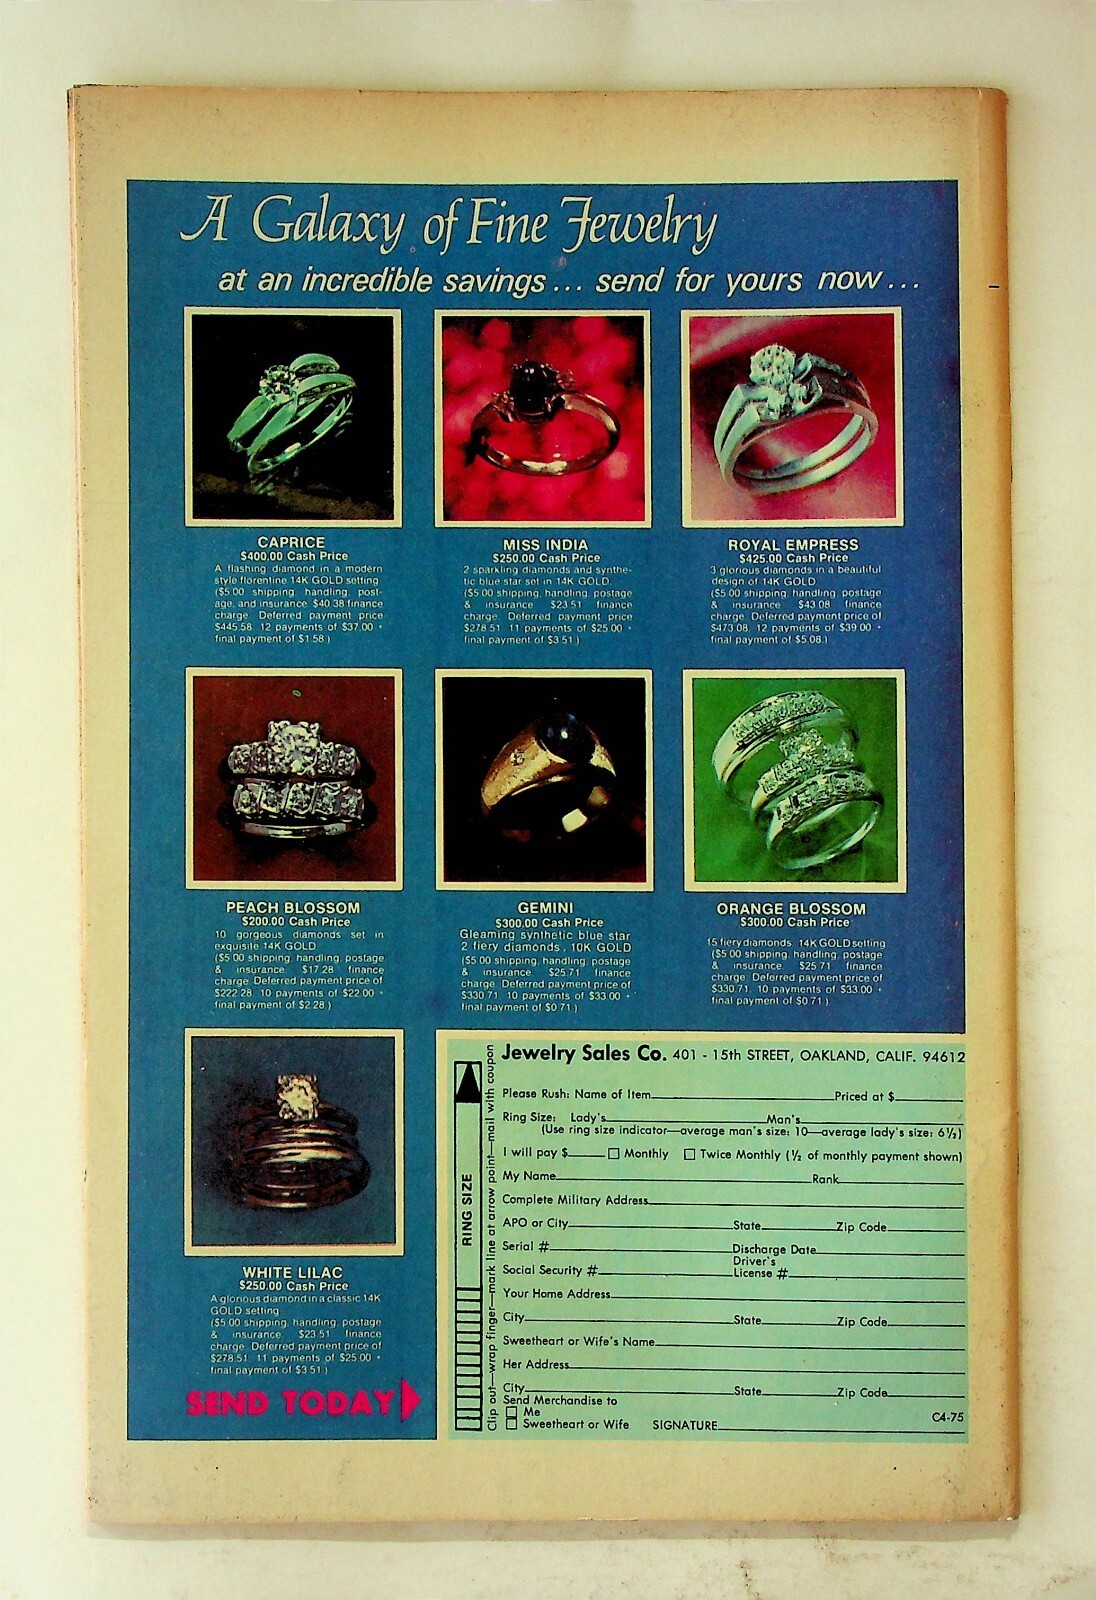 A Galaxy of Fine Jewelry
at an incredible savings... send for yours now...
CAPRICE
$400.00 Cash Price
A flashing diamond in a modern
style florentine 14K GOLD setting
($5.00 shipping, handling, post-
age, and insurance. $40.38 finance
charge. Deferred payment price
$445.58. 12 payments of $37.00 +
final payment of $1.58.)
MISS INDIA
$250.00 Cash Price
2 sparkling diamonds and synthe-
tic blue star set in 14K GOLD.
($5.00 shipping, handling, postage
& insurance. $23.51 finance
charge. Deferred payment price
$278.51. 11 payments of $25.00 +
final payment of $3.51.)
ROYAL EMPRESS
$425.00 Cash Price
3 glorious diamonds in a beautiful
design of 14K GOLD.
($5.00 shipping, handling, postage
& insurance. $43.08 finance
charge. Deferred payment price of
$473.08. 12 payments of $39.00 +
final payment of $5.08.)
PEACH BLOSSOM
$200.00 Cash Price
10 gorgeous diamonds set in
exquisite 14K GOLD.
($5.00 shipping, handling, postage
& insurance. $17.28 finance
charge. Deferred payment price of
$222.28. 10 payments of $22.00 +
final payment of $2.28.)
GEMINI
$300.00 Cash Price
Gleaming synthetic blue star
2 fiery diamonds, 10K GOLD
($5.00 shipping, handling, postage
& insurance. $25.71 finance
charge. Deferred payment price of
$330.71. 10 payments of $33.00 +
final payment of $0.71.)
ORANGE BLOSSOM
$300.00 Cash Price
15 fiery diamonds. 14K GOLD setting
($5.00 shipping, handling, postage
& insurance. $25.71 finance
charge. Deferred payment price of
$330.71. 10 payments of $33.00 +
final payment of $0.71.)
WHITE LILAC
$250.00 Cash Price
A glorious diamond in a classic 14K
GOLD setting
($5.00 shipping, handling, postage
& insurance. $23.51 finance
charge. Deferred payment price of
$278.51. 11 payments of $25.00 +
final payment of $3.51.)
SEND TODAY
RING SIZE
Clip out—wrap finger—mark line at arrow point—mail with coupon
Jewelry Sales Co. 401 - 15th STREET, OAKLAND, CALIF. 94612
Please Rush: Name of Item Priced at $
Ring Size: Lady's Man's
(Use ring size indicator—average man's size: 10—average lady's size: 6½)
I will pay $ Monthly Twice Monthly (½ of monthly payment shown)
My Name Rank
Complete Military Address
APO or City State Zip Code
Serial # Discharge Date
Social Security # Driver's License #
Your Home Address
City State Zip Code
Sweetheart or Wife's Name
Her Address
City State Zip Code
Send Merchandise to
Me
Sweetheart or Wife SIGNATURE
C4-75